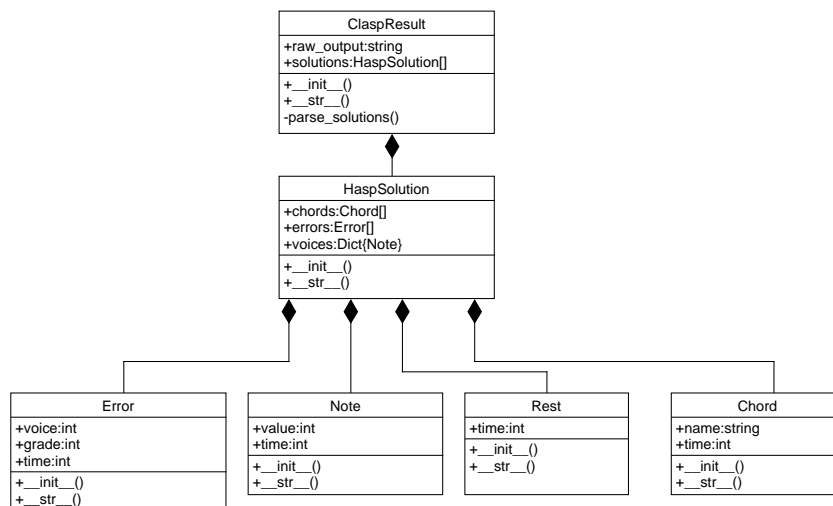 ClaspResult
+raw_output:string
+solutions:HaspSolution[]
+__init__()
+__str__()
-parse_solutions()
HaspSolution
+chords:Chord[]
+errors:Error[]
+voices:Dict{Note}
+__init__()
+__str__()
Error
+voice:int
+grade:int
+time:int
+__init__()
+__str__()
Note
+value:int
+time:int
+__init__()
+__str__()
Rest
+time:int
+__init__()
+__str__()
Chord
+name:string
+time:int
+__init__()
+__str__()